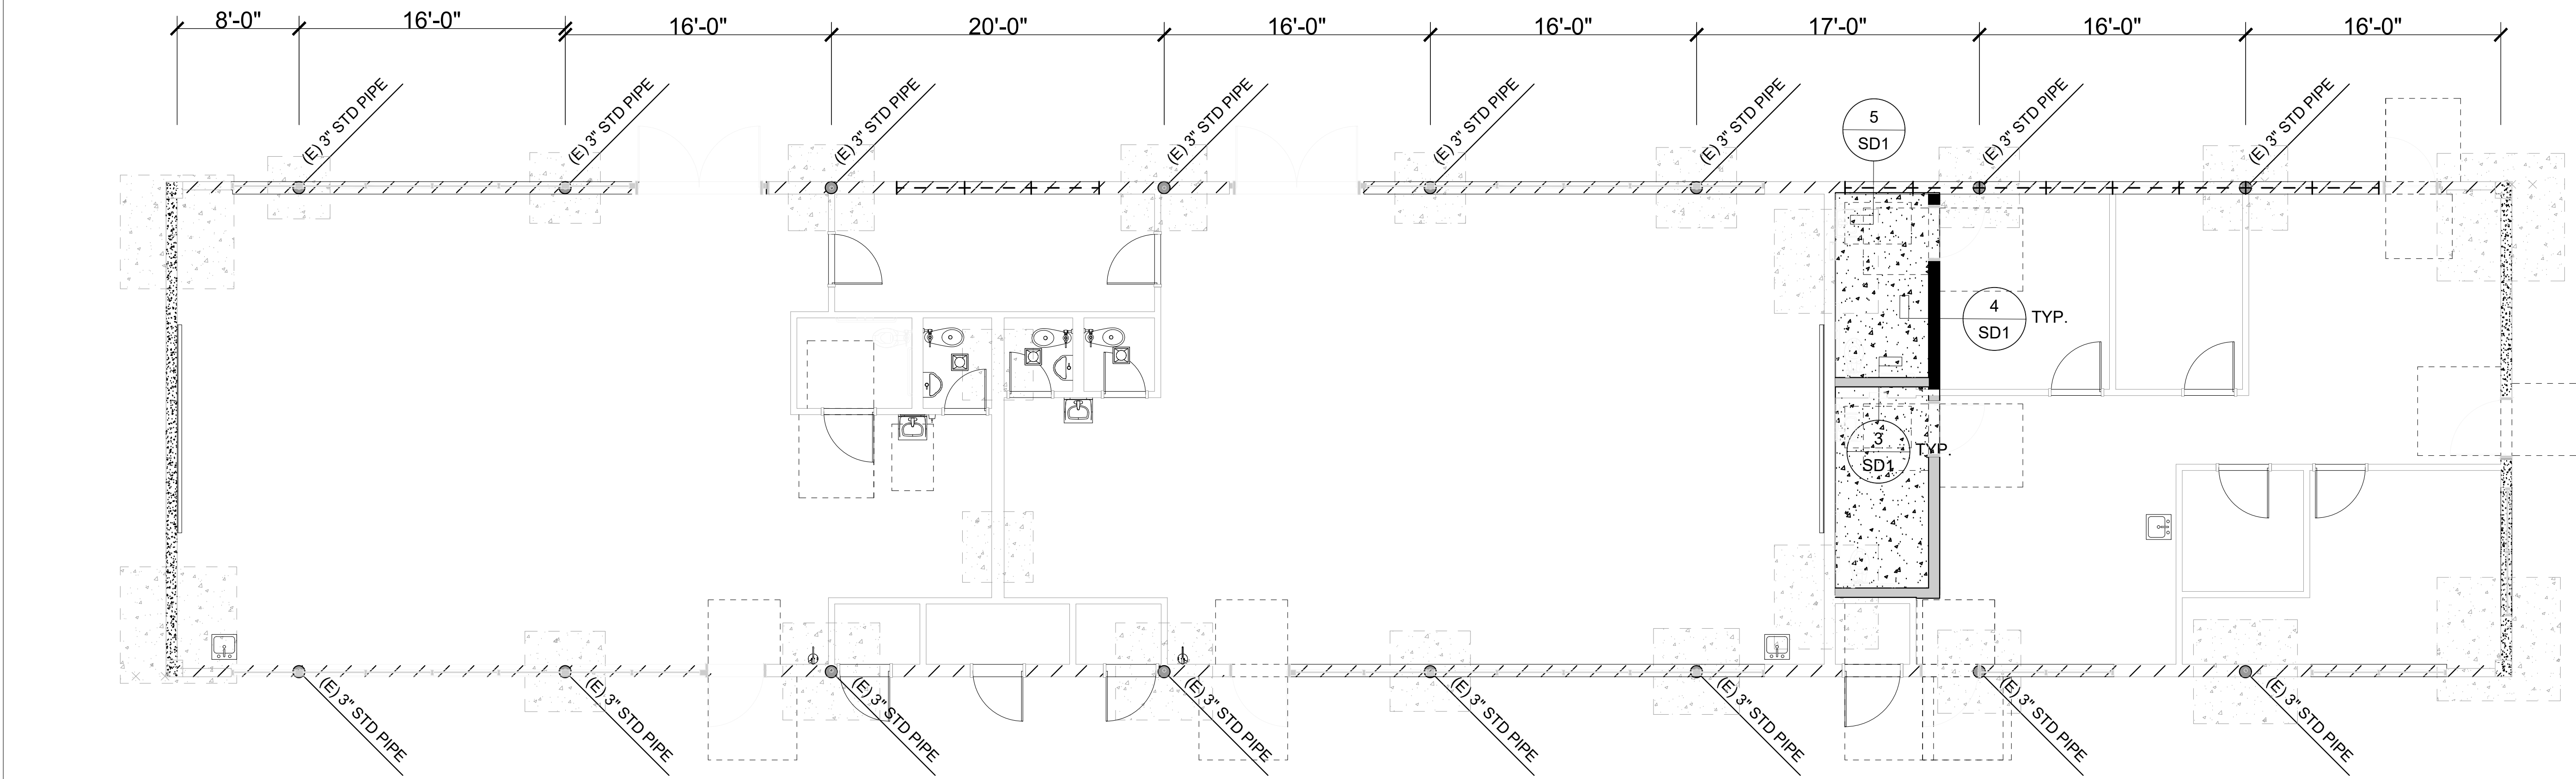 8'-0"
16'-0"
16'-0"
20'-0"
16'-0"
16'-0"
17'-0"
16'-0"
16'-0"
(E) 3" STD PIPE
(E) 3" STD PIPE
(E) 3" STD PIPE
(E) 3" STD PIPE
(E) 3" STD PIPE
(E) 3" STD PIPE
(E) 3" STD PIPE
(E) 3" STD PIPE
5
SD1
4
SD1
TYP.
3
SD1
TYP.
(E) 3" STD PIPE
(E) 3" STD PIPE
(E) 3" STD PIPE
(E) 3" STD PIPE
(E) 3" STD PIPE
(E) 3" STD PIPE
(E) 3" STD PIPE
(E) 3" STD PIPE